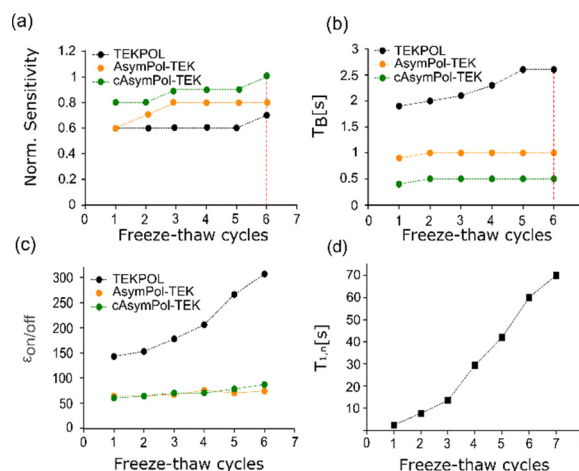 (a)
TEKPOL
AsymPol-TEK
cAsymPol-TEK
Norm. Sensitivity
1.4
1.2
1
0.8
0.6
0.4
0.2
0
0 1 2 3 4 5 6 7
Freeze-thaw cycles
(b)
TEKPOL
AsymPol-TEK
cAsymPol-TEK
TB[s]
3
2.5
2
1.5
1
0.5
0
0 1 2 3 4 5 6
Freeze-thaw cycles
(c)
TEKPOL
AsymPol-TEK
cAsymPol-TEK
εon/off
300
250
200
150
100
50
0
0 1 2 3 4 5 6 7
Freeze-thaw cycles
(d)
T1,n[s]
70
60
50
40
30
20
10
0 1 2 3 4 5 6 7
Freeze-thaw cycles